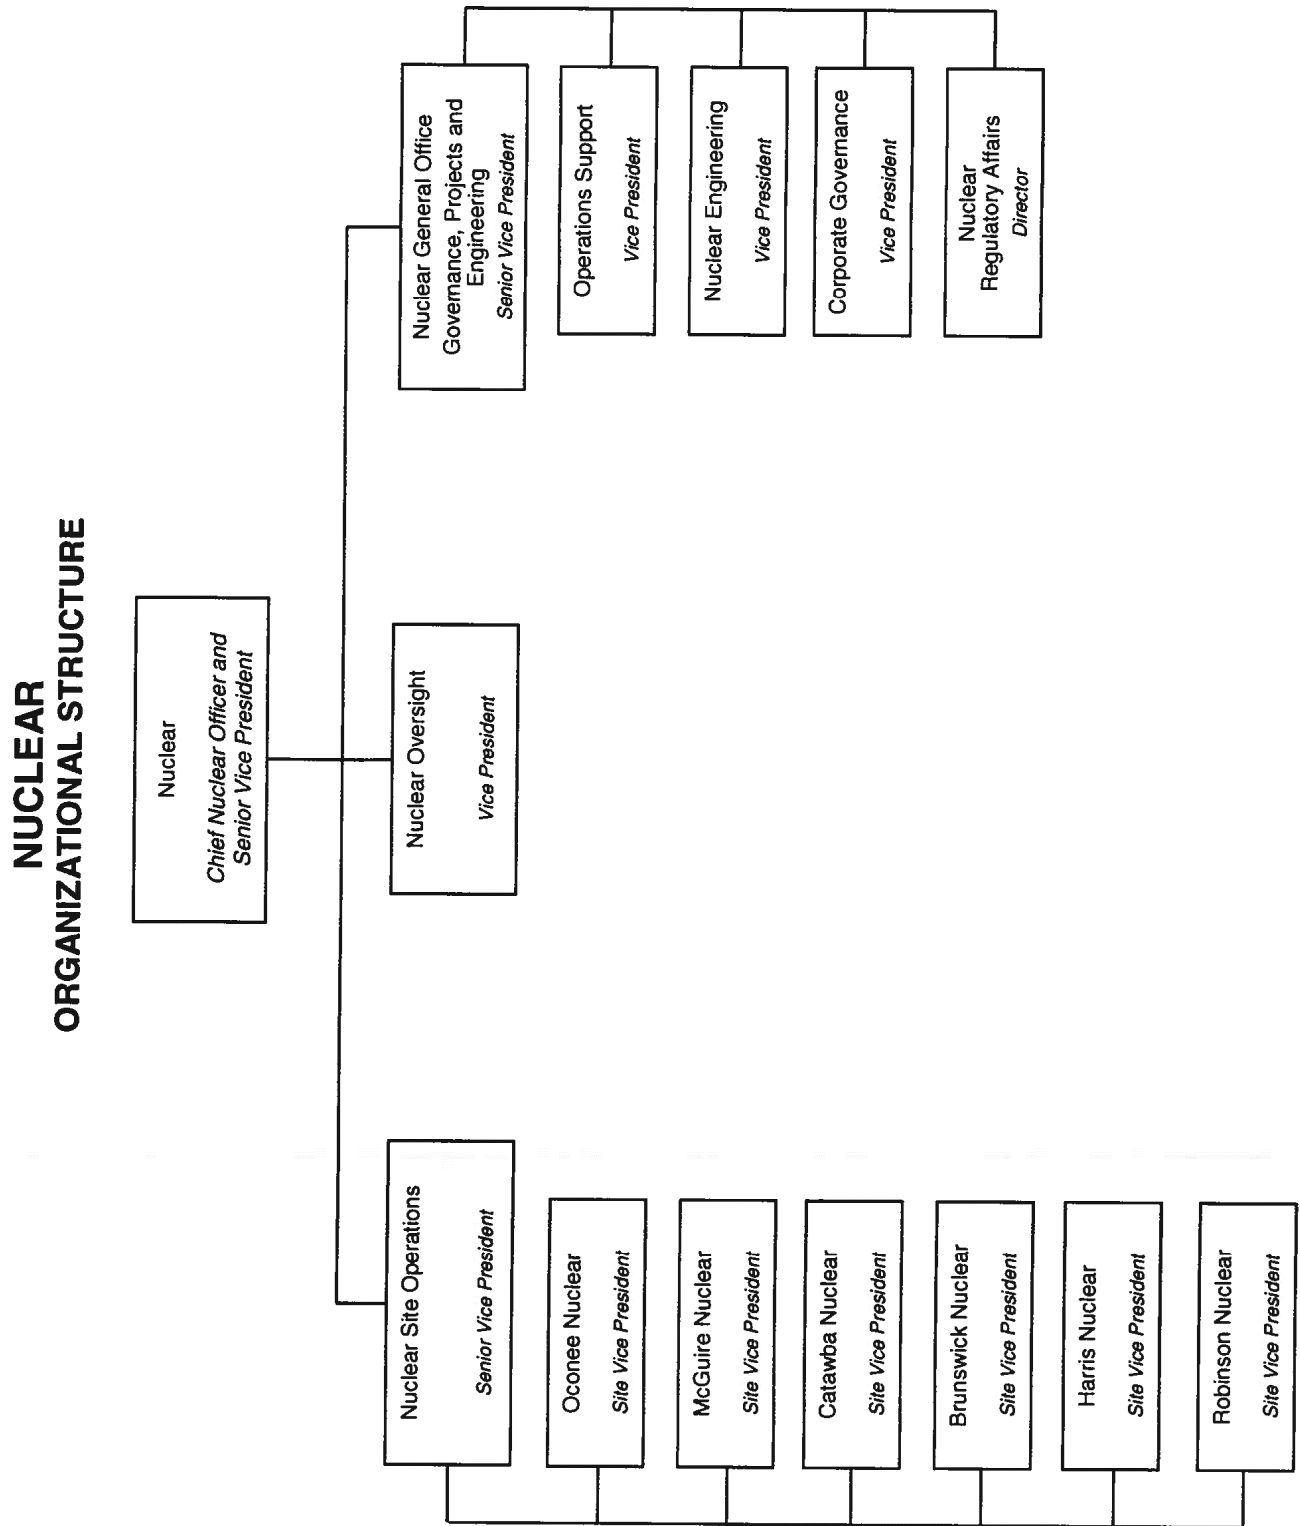 NUCLEAR
ORGANIZATIONAL STRUCTURE
Nuclear
Chief Nuclear Officer and
Senior Vice President
Nuclear Site Operations
Senior Vice President
Oconee Nuclear
Site Vice President
McGuire Nuclear
Site Vice President
Catawba Nuclear
Site Vice President
Brunswick Nuclear
Site Vice President
Harris Nuclear
Site Vice President
Robinson Nuclear
Site Vice President
Nuclear Oversight
Vice President
Nuclear General Office
Governance, Projects and
Engineering
Senior Vice President
Operations Support
Vice President
Nuclear Engineering
Vice President
Corporate Governance
Vice President
Nuclear
Regulatory Affairs
Director